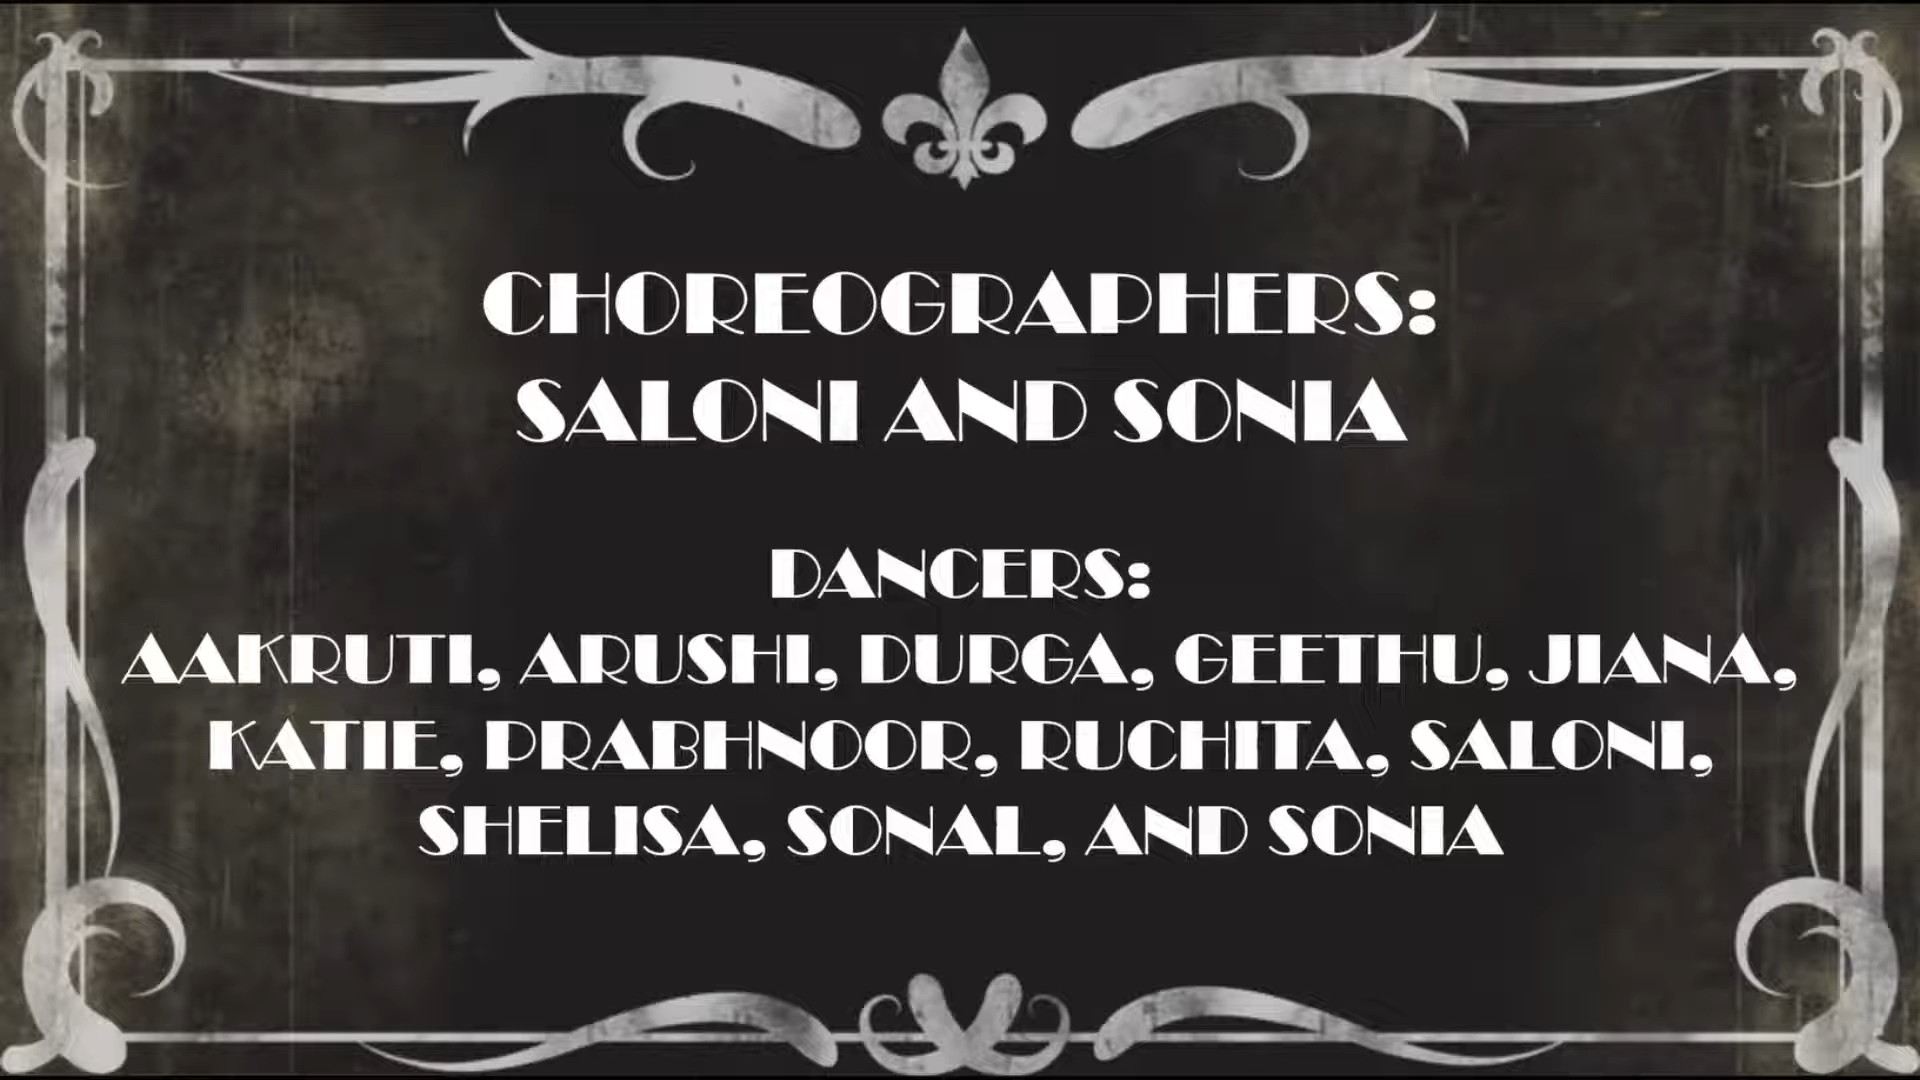 CHOREOGRAPHERS:
SALONI AND SONIA
DANCERS:
AAKRUTI, ARUSHI, DURGA, GEETHU, JIANA,
KATIE, PRABHNOOR, RUCHITA, SALONI,
SHELISA, SONAL, AND SONIA